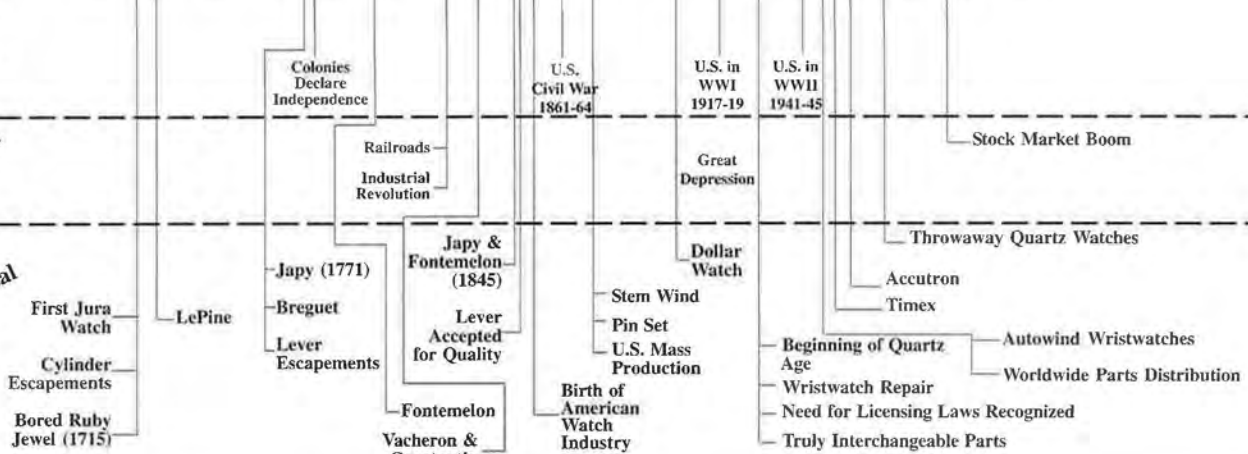 Colonies
Declare
Independence
U.S.
Civil War
1861-64
U.S. in
WWI
1917-19
U.S. in
WWII
1941-45
Railroads
Industrial
Revolution
Great
Depression
Stock Market Boom
First Jura
Watch
Cylinder
Escapements
Bored Ruby
Jewel (1715)
LePine
Japy (1771)
Breguet
Lever
Escapements
Fontemelon
Japy &
Fontemelon
(1845)
Lever
Accepted
for Quality
Vacheron &
Birth of
American
Watch
Industry
Stem Wind
Pin Set
U.S. Mass
Production
Dollar
Watch
Beginning of Quartz
Age
Wristwatch Repair
Need for Licensing Laws Recognized
Truly Interchangeable Parts
Throwaway Quartz Watches
Accutron
Timex
Autowind Wristwatches
Worldwide Parts Distribution